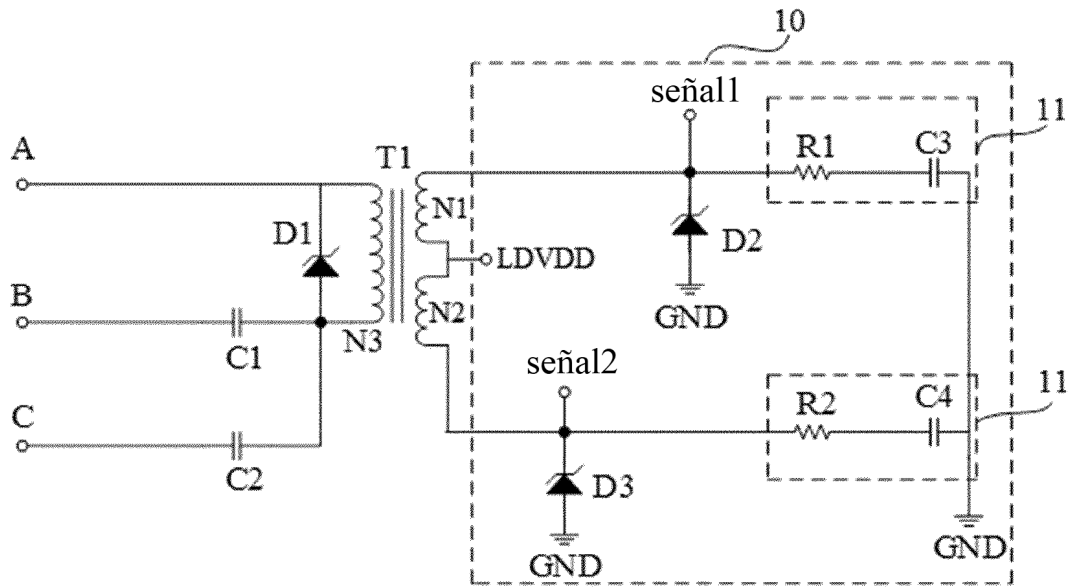 10
señal1
11
A
T1
R1
C3
N1
D1
D2
LDVDD
B
GND
N2
C1
N3
señal2
11
R2
C4
C
C2
D3
GND
GND